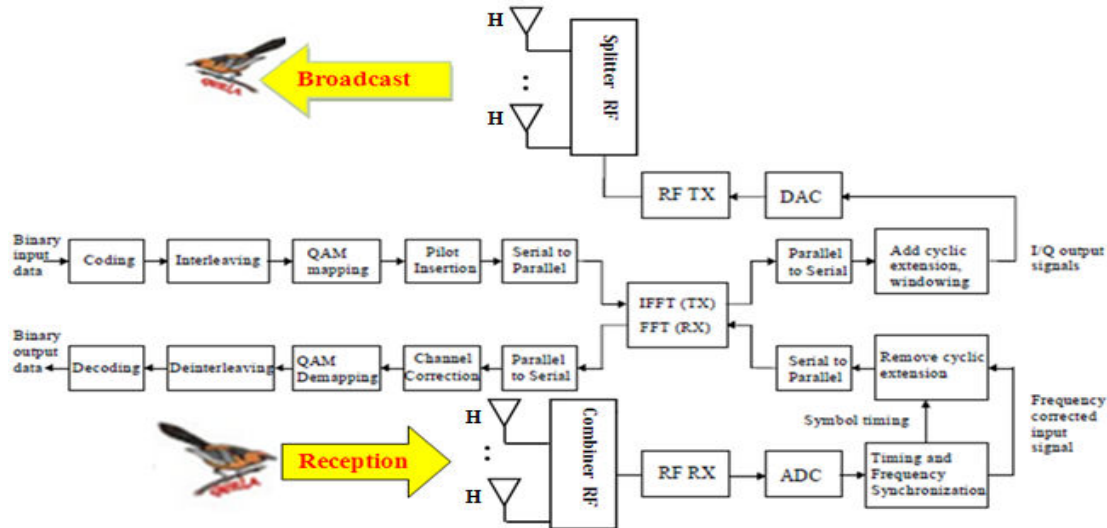 H
Splitter RF
Broadcast
H
RF TX
DAC
Binary
input
data
Coding
Interleaving
QAM
mapping
Pilot
Insertion
Serial to
Parallel
Parallel
to Serial
Add cyclic
extension,
windowing
I/Q output
signals
IFFT (TX)
FFT (RX)
Binary
output
data
Decoding
Deinterleaving
QAM
Demapping
Channel
Correction
Parallel
to Serial
Serial to
Parallel
Remove cyclic
extension
Symbol timing
Frequency
corrected
input
signal
H
Combiner RF
Reception
H
RF RX
ADC
Timing and
Frequency
Synchronization